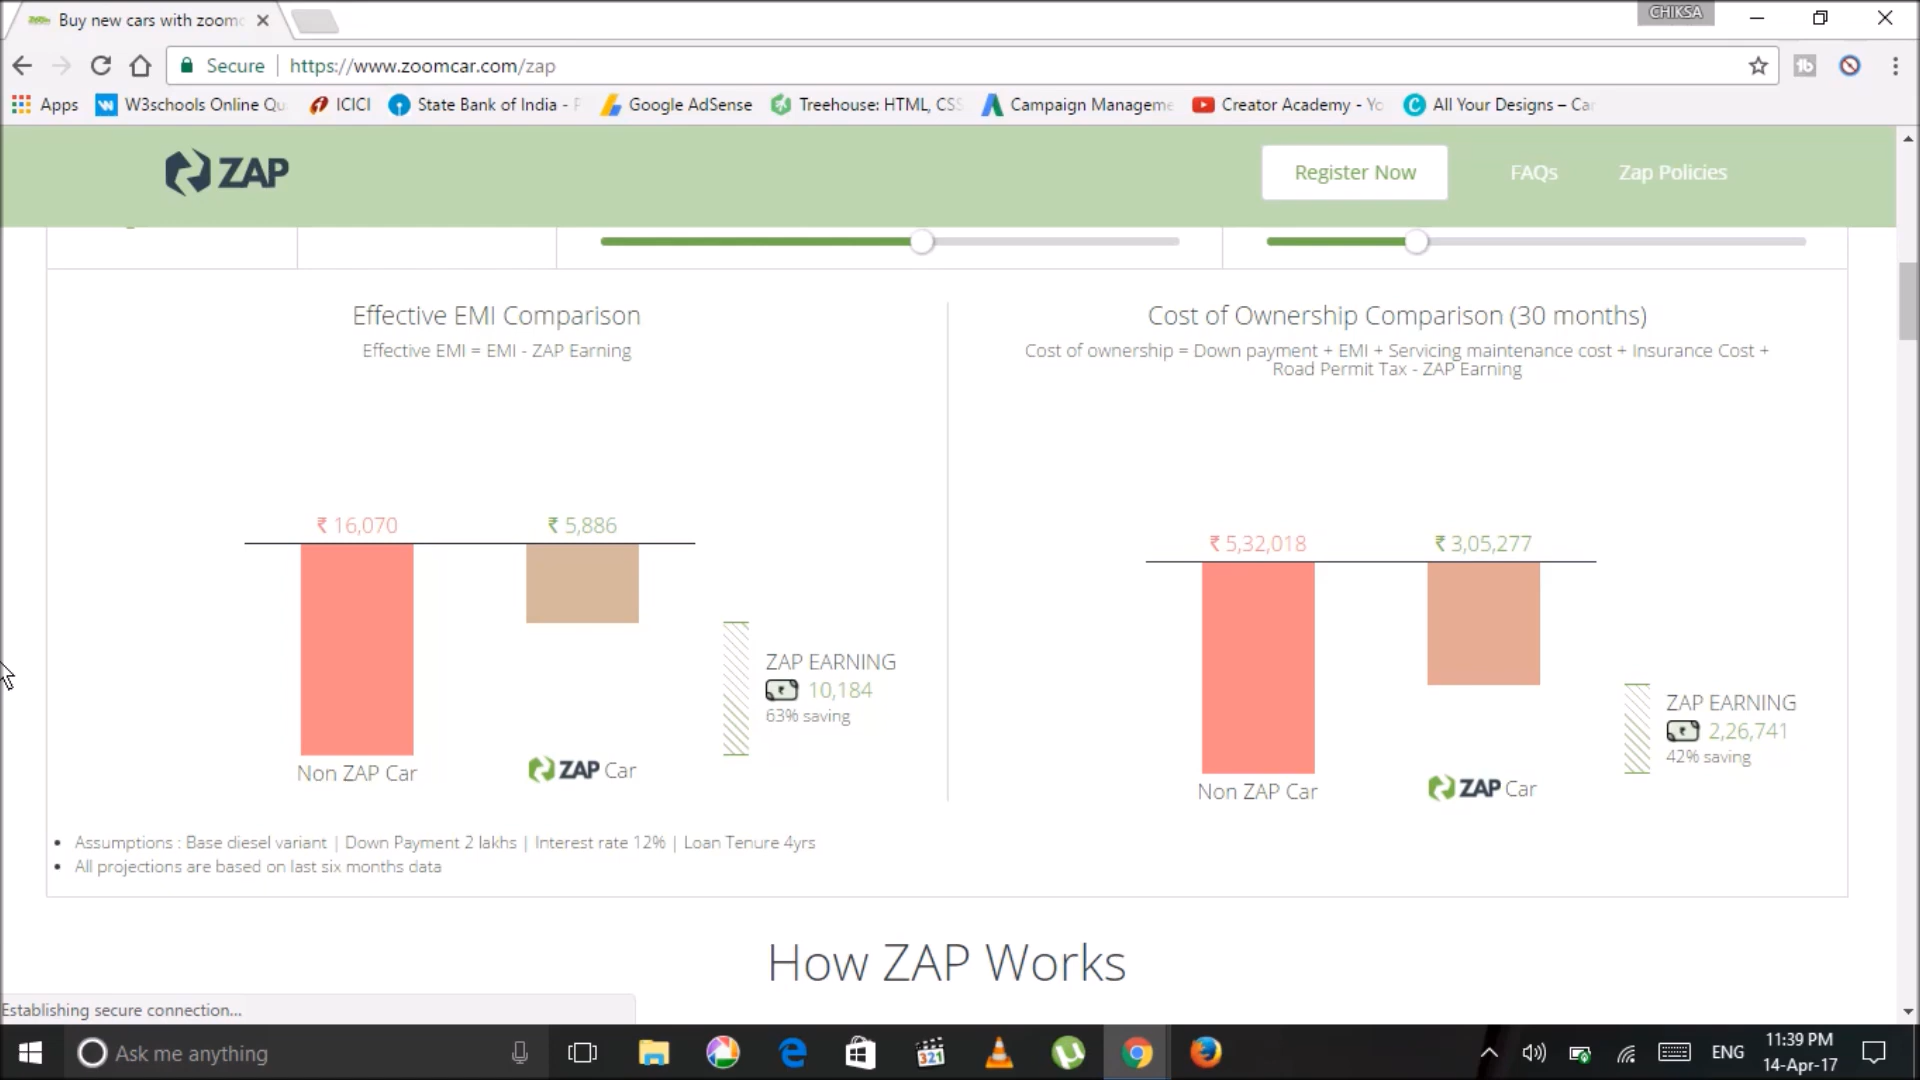 Buy new cars with zoomc
CHIKSA
Secure
https://www.zoomcar.com/zap
Apps
W3schools Online Qu
ICICI
State Bank of India -
Google AdSense
Treehouse: HTML, CSS
Campaign Manageme
Creator Academy - Yo
All Your Designs – Can
ZAP
Register Now
FAQs
Zap Policies
Effective EMI Comparison
Effective EMI = EMI - ZAP Earning
₹ 16,070
₹ 5,886
Non ZAP Car
ZAP Car
ZAP EARNING
₹ 10,184
63% saving
Cost of Ownership Comparison (30 months)
Cost of ownership = Down payment + EMI + Servicing maintenance cost + Insurance Cost +
Road Permit Tax - ZAP Earning
₹ 5,32,018
₹ 3,05,277
Non ZAP Car
ZAP Car
ZAP EARNING
₹ 2,26,741
42% saving
Assumptions : Base diesel variant | Down Payment 2 lakhs | Interest rate 12% | Loan Tenure 4yrs
All projections are based on last six months data
How ZAP Works
Establishing secure connection...
Ask me anything
321
ENG
11:39 PM
14-Apr-17